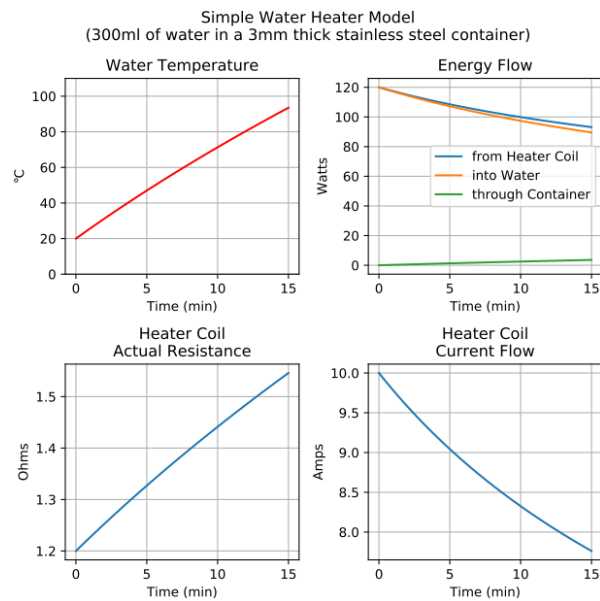 Simple Water Heater Model
(300ml of water in a 3mm thick stainless steel container)
Water Temperature
°C
100
80
60
40
20
0
0 5 10 15
Time (min)
Energy Flow
Watts
120
100
80
60
40
20
0
from Heater Coil
into Water
through Container
0 5 10 15
Time (min)
Heater Coil
Actual Resistance
Ohms
1.5
1.4
1.3
1.2
0 5 10 15
Time (min)
Heater Coil
Current Flow
Amps
10.0
9.5
9.0
8.5
8.0
0 5 10 15
Time (min)